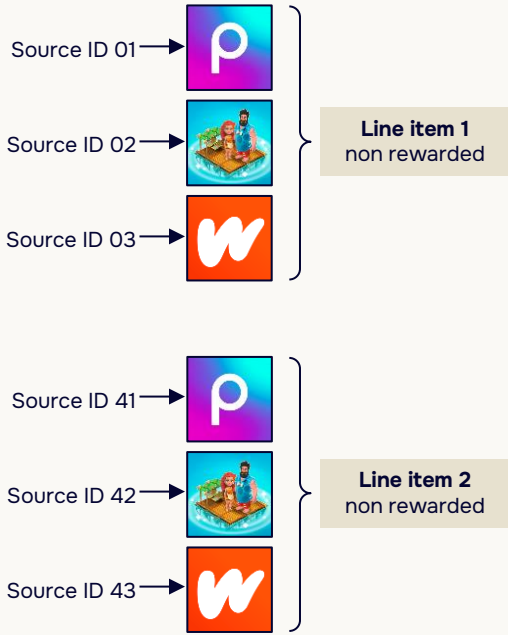 Source ID 01
Source ID 02
Source ID 03
Line item 1
non rewarded
Source ID 41
Source ID 42
Source ID 43
Line item 2
non rewarded